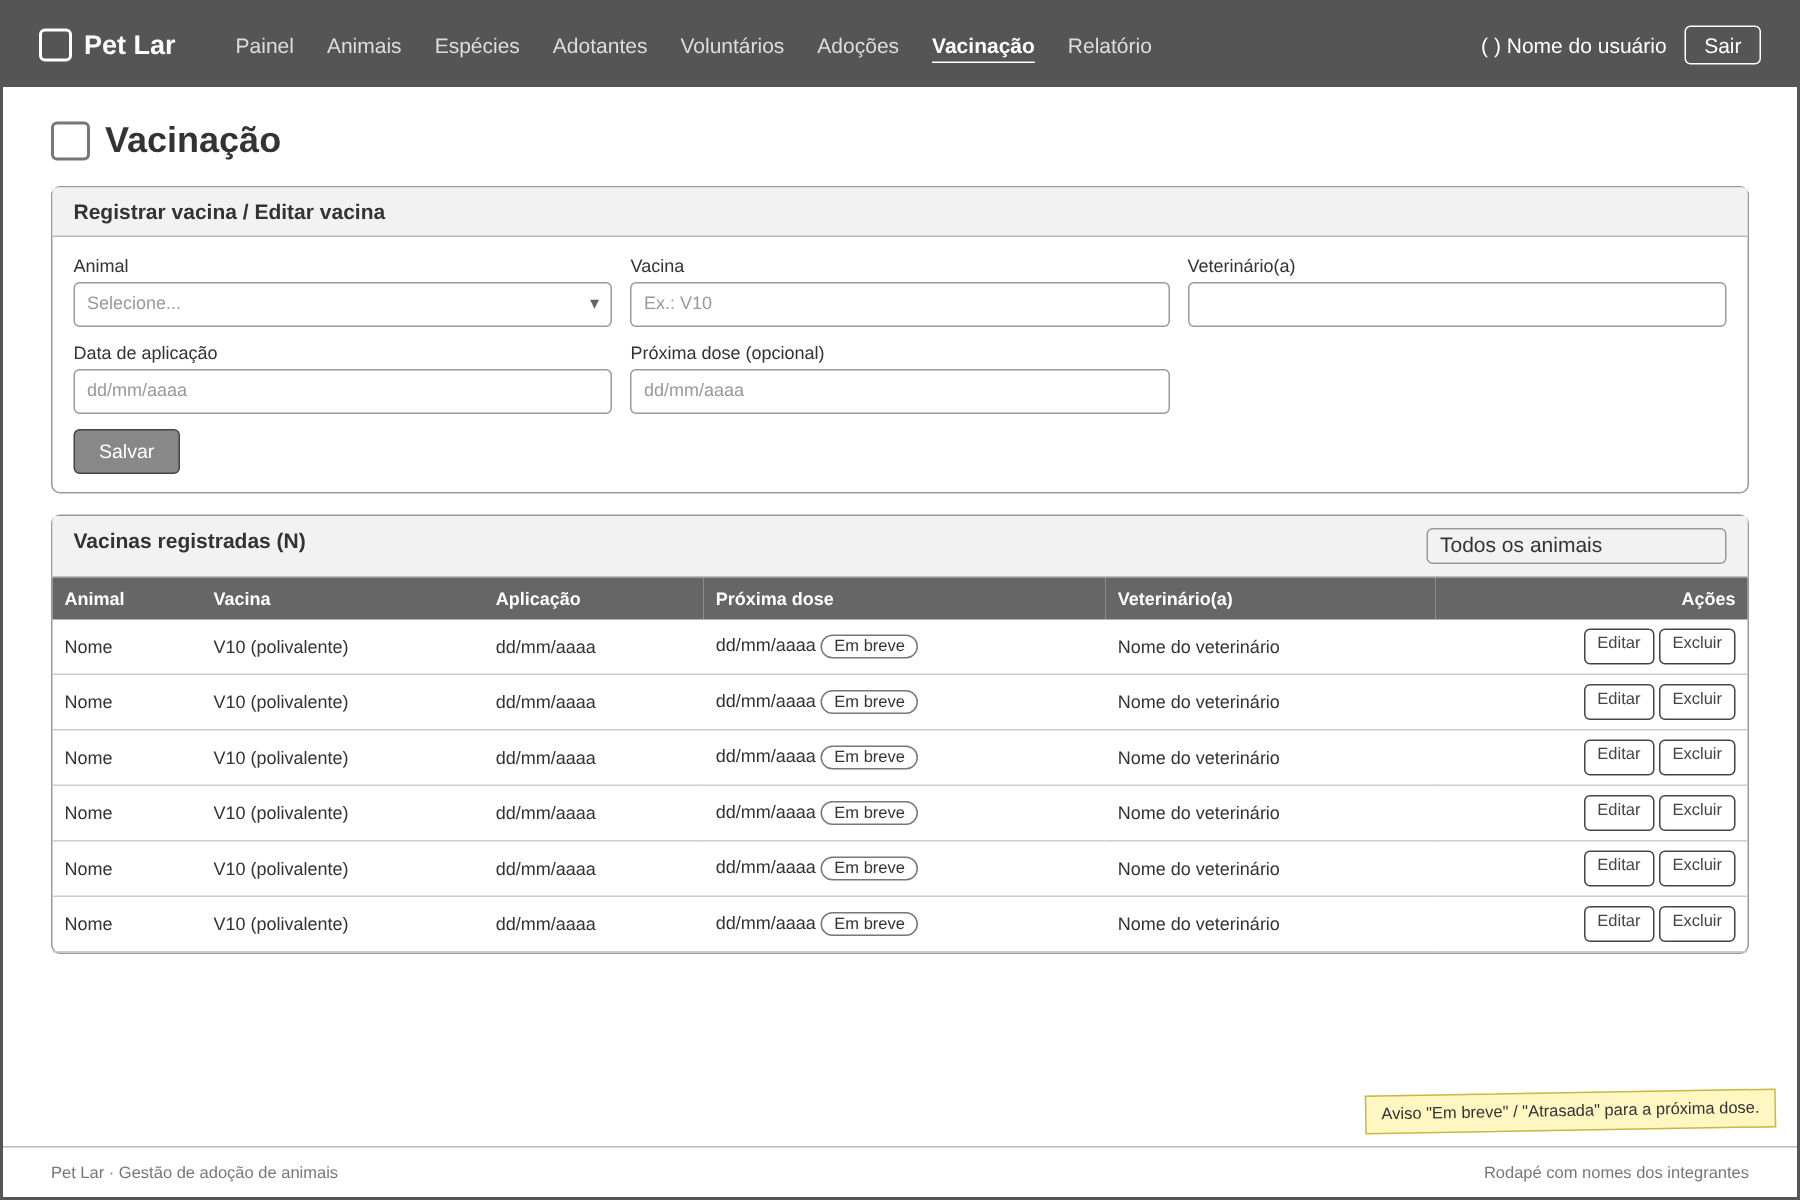 Pet Lar Painel Animais Espécies Adotantes Voluntários Adoções Vacinação Relatório ( ) Nome do usuário Sair
Vacinação
Registrar vacina / Editar vacina
Animal Vacina Veterinário(a)
Selecione... ▼ Ex.: V10
Data de aplicação Próxima dose (opcional)
dd/mm/aaaa dd/mm/aaaa
Salvar
Vacinas registradas (N) Todos os animais
Animal Vacina Aplicação Próxima dose Veterinário(a) Ações
Nome V10 (polivalente) dd/mm/aaaa dd/mm/aaaa Em breve Nome do veterinário Editar Excluir
Nome V10 (polivalente) dd/mm/aaaa dd/mm/aaaa Em breve Nome do veterinário Editar Excluir
Nome V10 (polivalente) dd/mm/aaaa dd/mm/aaaa Em breve Nome do veterinário Editar Excluir
Nome V10 (polivalente) dd/mm/aaaa dd/mm/aaaa Em breve Nome do veterinário Editar Excluir
Nome V10 (polivalente) dd/mm/aaaa dd/mm/aaaa Em breve Nome do veterinário Editar Excluir
Nome V10 (polivalente) dd/mm/aaaa dd/mm/aaaa Em breve Nome do veterinário Editar Excluir
Aviso "Em breve" / "Atrasada" para a próxima dose.
Pet Lar · Gestão de adoção de animais Rodapé com nomes dos integrantes